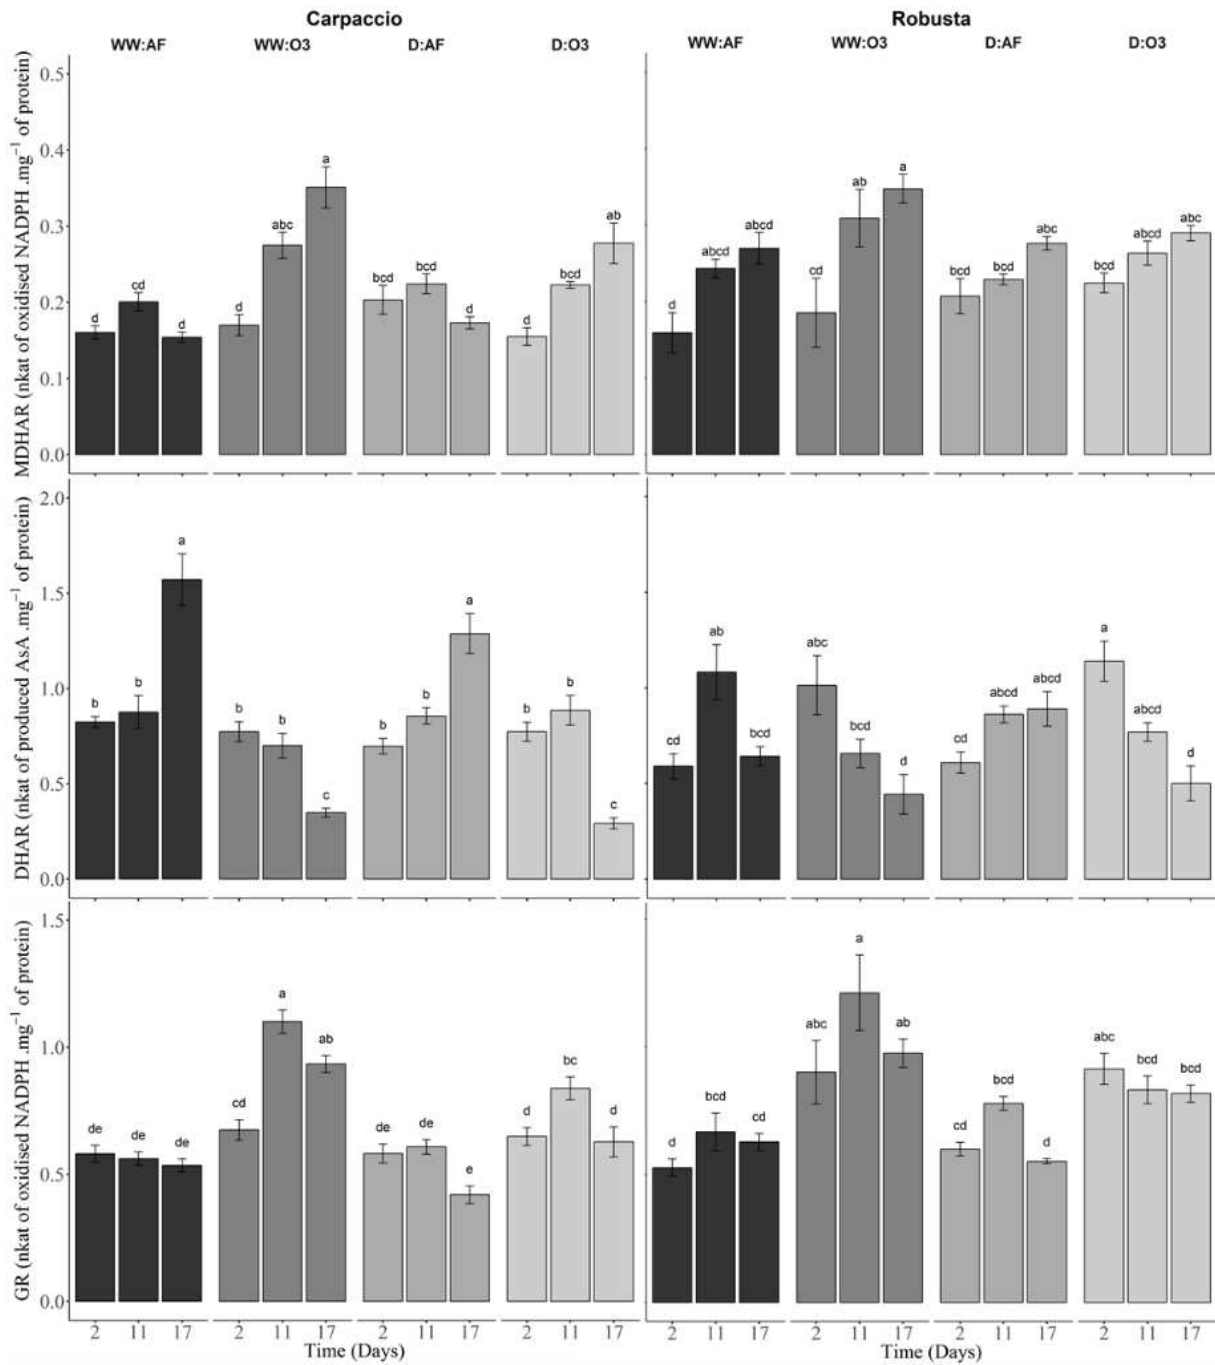 Carpaccio Robusta
WW:AF WW:O3 D:AF D:O3 WW:AF WW:O3 D:AF D:O3
MDHAR (nkat of oxidised NADPH .mg⁻¹ of protein)
0.5
0.4
0.3
0.2
0.1
0.0
d cd d d abc a bcd bcd d d bcd ab
d abcd abcd cd ab a bcd bcd abc bcd abcd abc
DHAR (nkat of produced AsA .mg⁻¹ of protein)
2.0
1.5
1.0
0.5
0.0
b b a b b c b b a b b c
cd ab bcd abc bcd d cd abcd abcd a abcd d
GR (nkat of oxidised NADPH .mg⁻¹ of protein)
1.5
1.0
0.5
0.0
de de de cd a ab de de e d bc d
d bcd cd abc a ab cd bcd d abc bcd bcd
2 11 17 2 11 17 2 11 17 2 11 17 2 11 17 2 11 17 2 11 17 2 11 17
Time (Days) Time (Days)